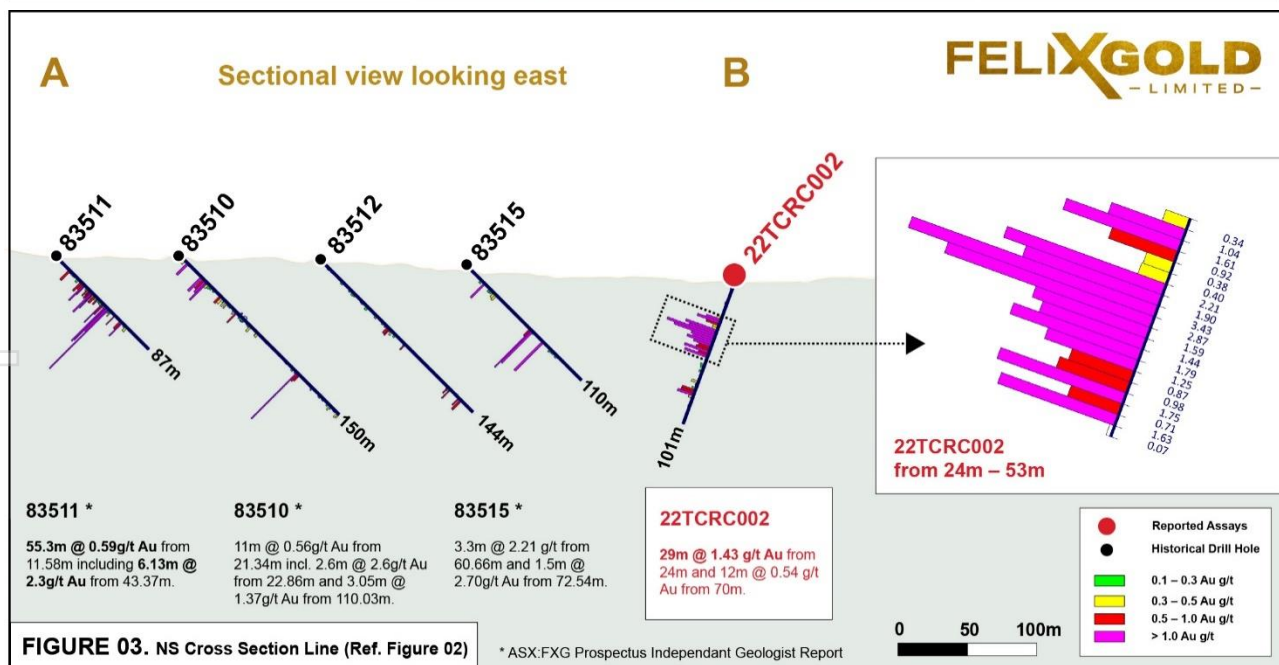 A
Sectional view looking east
B
FELIXGOLD
– LIMITED –
83511
83510
83512
83515
22TCRC002
87m
150m
144m
110m
101m
0.34
1.04
1.61
0.92
0.38
0.40
2.21
1.90
3.43
2.87
1.59
1.44
1.79
1.25
0.87
0.98
1.75
0.71
1.63
0.07
22TCRC002
from 24m – 53m
83511 *
55.3m @ 0.59g/t Au from
11.58m including 6.13m @
2.3g/t Au from 43.37m.
83510 *
11m @ 0.56g/t Au from
21.34m incl. 2.6m @ 2.6g/t Au
from 22.86m and 3.05m @
1.37g/t Au from 110.03m.
83515 *
3.3m @ 2.21 g/t from
60.66m and 1.5m @
2.70g/t Au from 72.54m.
22TCRC002
29m @ 1.43 g/t Au from
24m and 12m @ 0.54 g/t
Au from 70m.
Reported Assays
Historical Drill Hole
0.1 – 0.3 Au g/t
0.3 – 0.5 Au g/t
0.5 – 1.0 Au g/t
> 1.0 Au g/t
0 50 100m
FIGURE 03. NS Cross Section Line (Ref. Figure 02)
* ASX:FXG Prospectus Independant Geologist Report